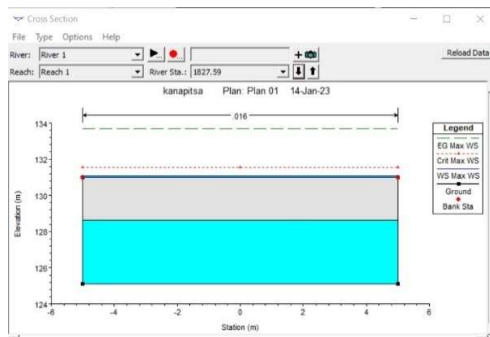 Cross Section
File Type Options Help
River: River 1
Reload Data
Reach: Reach 1 River Sta.: 1827.59
kanapitsa Plan: Plan 01 14-Jan-23
.016
134
132
130
128
126
124
Elevation (m)
-6 -4 -2 0 2 4 6
Station (m)
Legend
EG Max WS
Crit Max WS
WS Max WS
Ground
Bank Sta